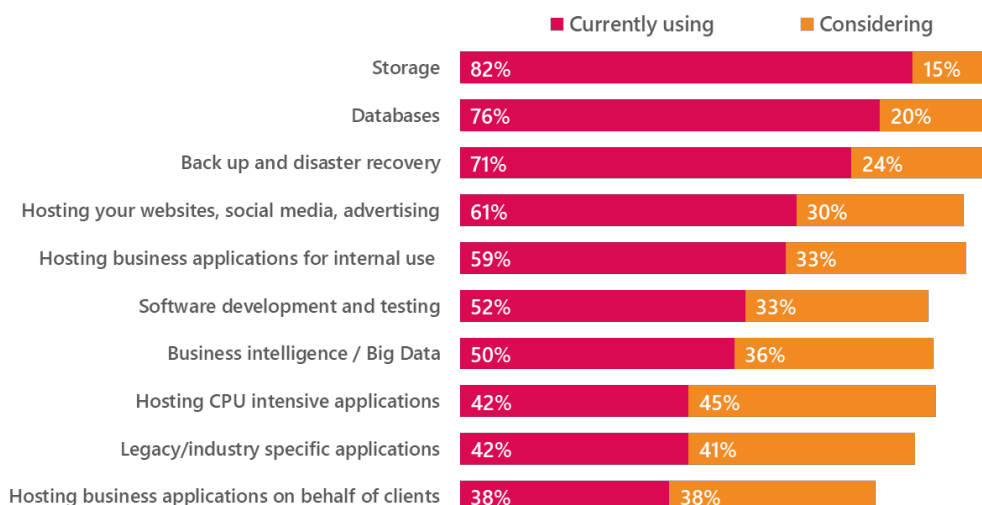 Currently using Considering
Storage 82% 15%
Databases 76% 20%
Back up and disaster recovery 71% 24%
Hosting your websites, social media, advertising 61% 30%
Hosting business applications for internal use 59% 33%
Software development and testing 52% 33%
Business intelligence / Big Data 50% 36%
Hosting CPU intensive applications 42% 45%
Legacy/industry specific applications 42% 41%
Hosting business applications on behalf of clients 38% 38%